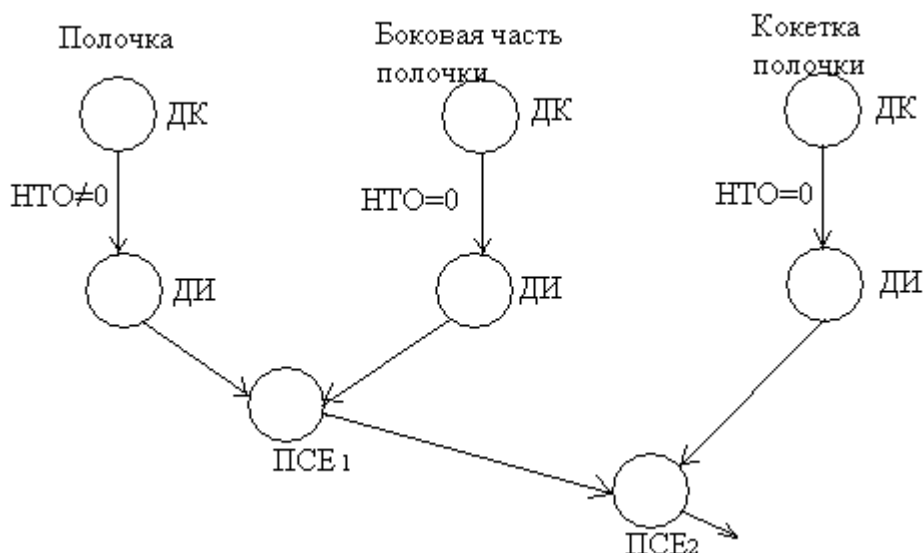 Полочка
Боковая часть
полочки
Кокетка
полочки
ДК
ДК
ДК
НТО≠0
НТО=0
НТО=0
ДИ
ДИ
ДИ
ПСЕ1
ПСЕ2